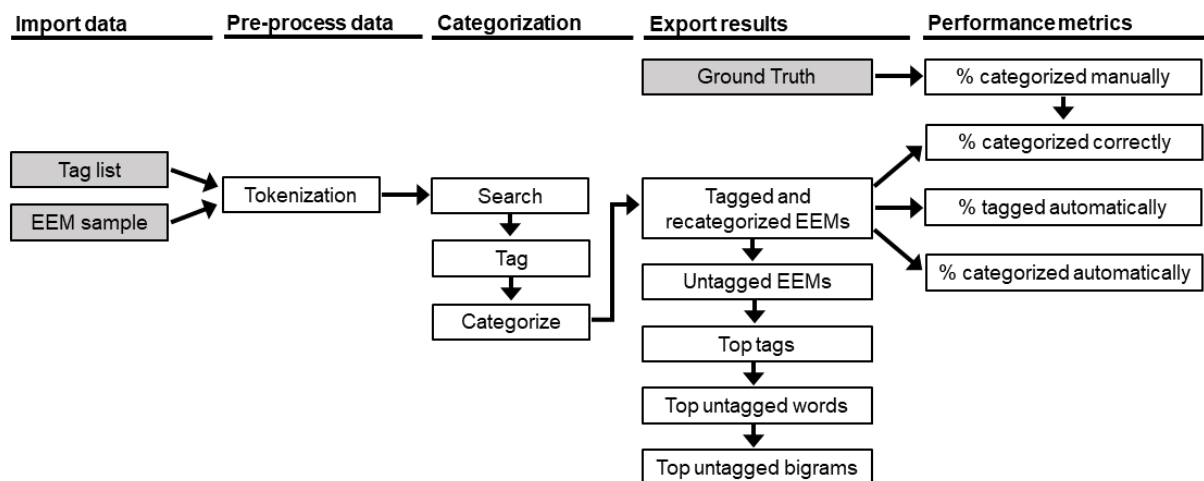 Import data
Pre-process data
Categorization
Export results
Performance metrics
Ground Truth
% categorized manually
% categorized correctly
Tag list
EEM sample
Tokenization
Search
Tag
Categorize
Tagged and
recategorized EEMs
% tagged automatically
% categorized automatically
Untagged EEMs
Top tags
Top untagged words
Top untagged bigrams